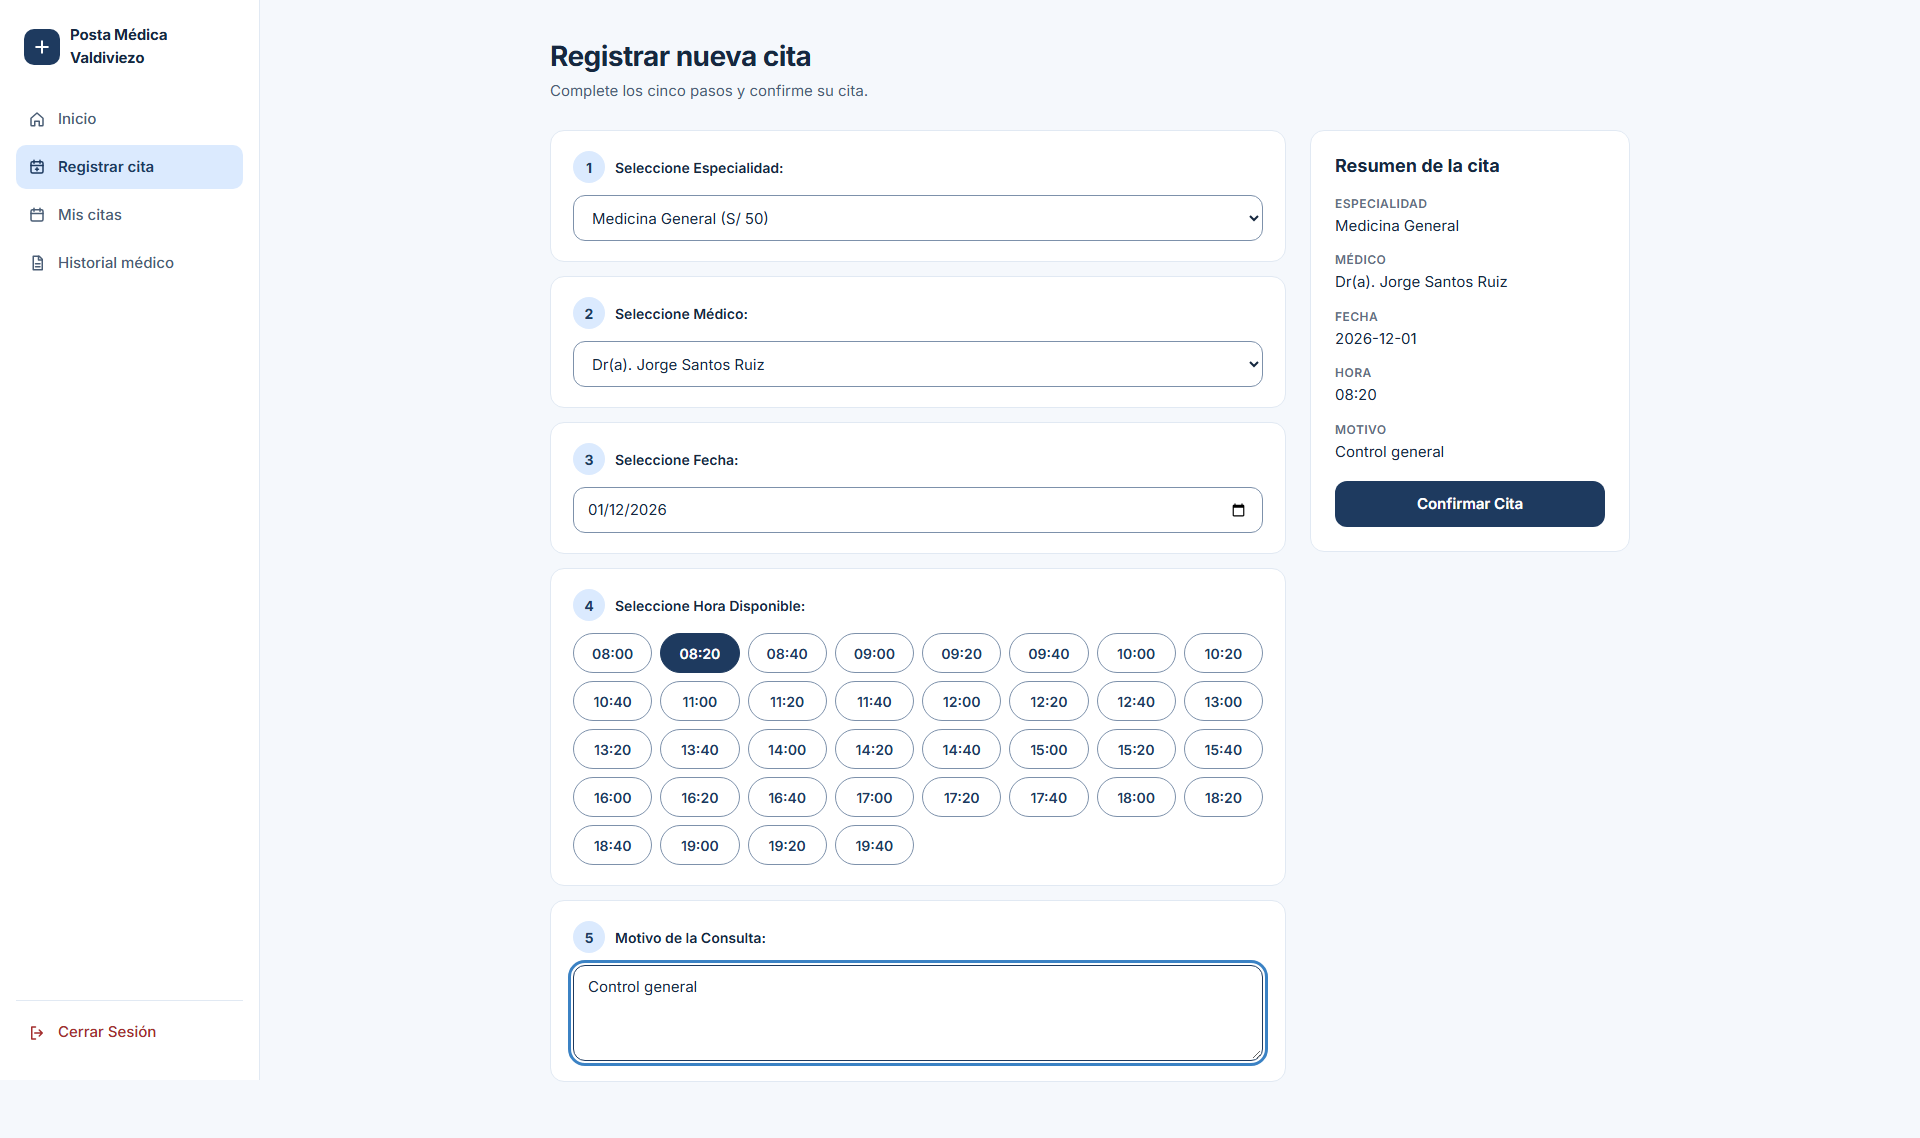 Posta Médica
Valdiviezo
Inicio
Registrar cita
Mis citas
Historial médico
Cerrar Sesión
Registrar nueva cita
Complete los cinco pasos y confirme su cita.
1 Seleccione Especialidad:
Medicina General (S/ 50)
2 Seleccione Médico:
Dr(a). Jorge Santos Ruiz
3 Seleccione Fecha:
01/12/2026
4 Seleccione Hora Disponible:
08:00 08:20 08:40 09:00 09:20 09:40 10:00 10:20
10:40 11:00 11:20 11:40 12:00 12:20 12:40 13:00
13:20 13:40 14:00 14:20 14:40 15:00 15:20 15:40
16:00 16:20 16:40 17:00 17:20 17:40 18:00 18:20
18:40 19:00 19:20 19:40
5 Motivo de la Consulta:
Control general
Resumen de la cita
ESPECIALIDAD
Medicina General
MÉDICO
Dr(a). Jorge Santos Ruiz
FECHA
2026-12-01
HORA
08:20
MOTIVO
Control general
Confirmar Cita